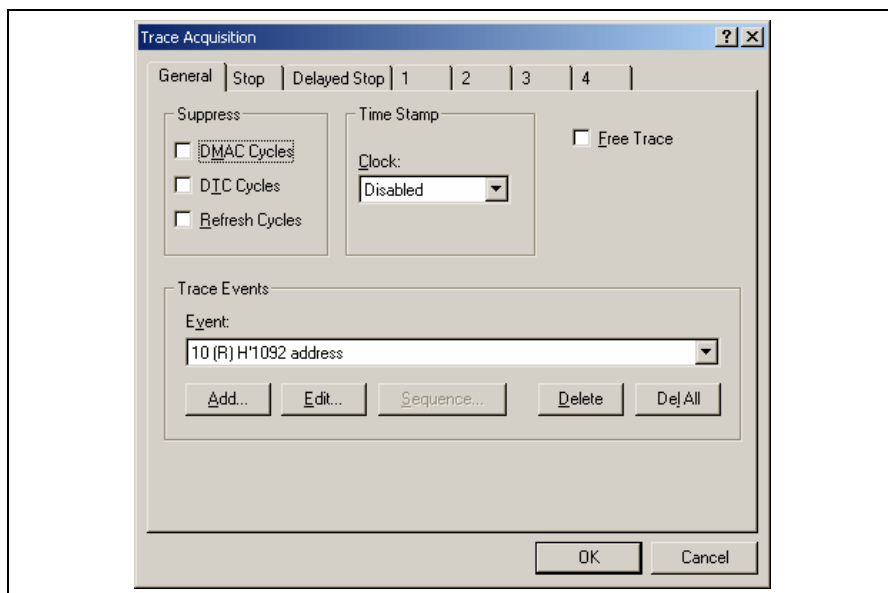 Trace Acquisition
General Stop Delayed Stop 1 2 3 4
Suppress
DMAC Cycles
DTC Cycles
Refresh Cycles
Time Stamp
Clock:
Disabled
Free Trace
Trace Events
Event:
10 (R) H'1092 address
Add... Edit... Sequence... Delete Del All
OK Cancel